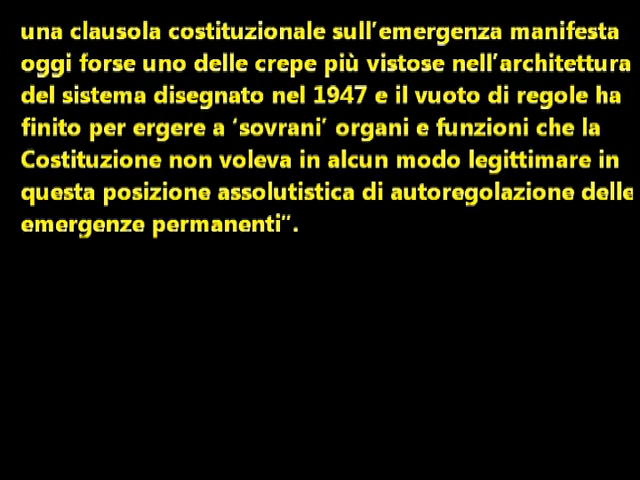 una clausola costituzionale sull’emergenza manifesta
oggi forse uno delle crepe più vistose nell’architettura
del sistema disegnato nel 1947 e il vuoto di regole ha
finito per ergere a ‘sovrani’ organi e funzioni che la
Costituzione non voleva in alcun modo legittimare in
questa posizione assolutistica di autoregolazione delle
emergenze permanenti”.